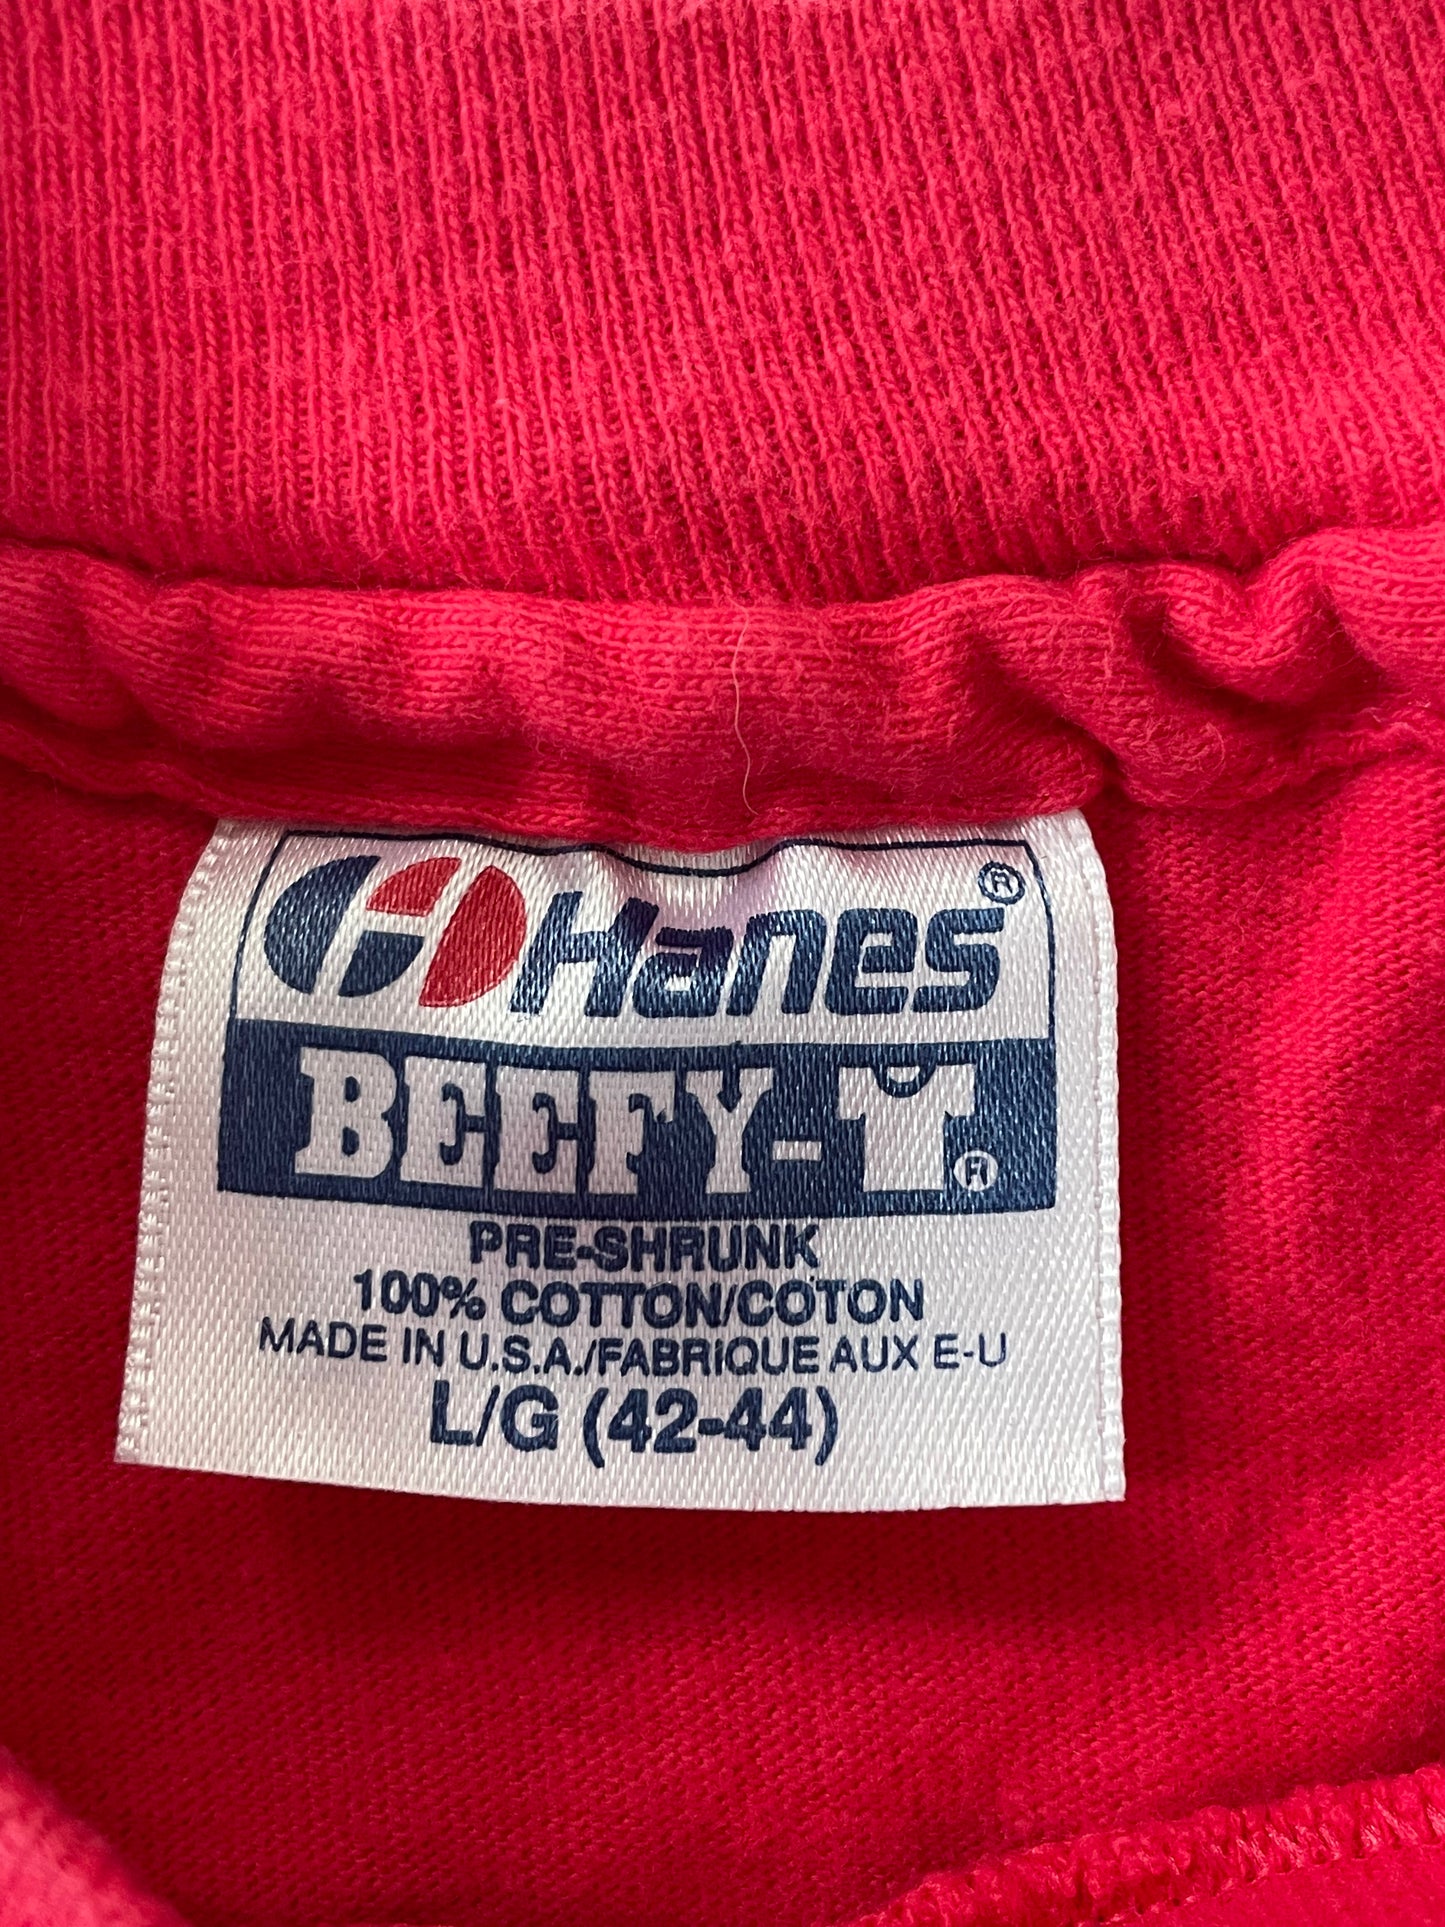 Hanes®
BEEFY-T®
PRE-SHRUNK
100% COTTON/COTON
MADE IN U.S.A./FABRIQUE AUX E-U
L/G (42-44)